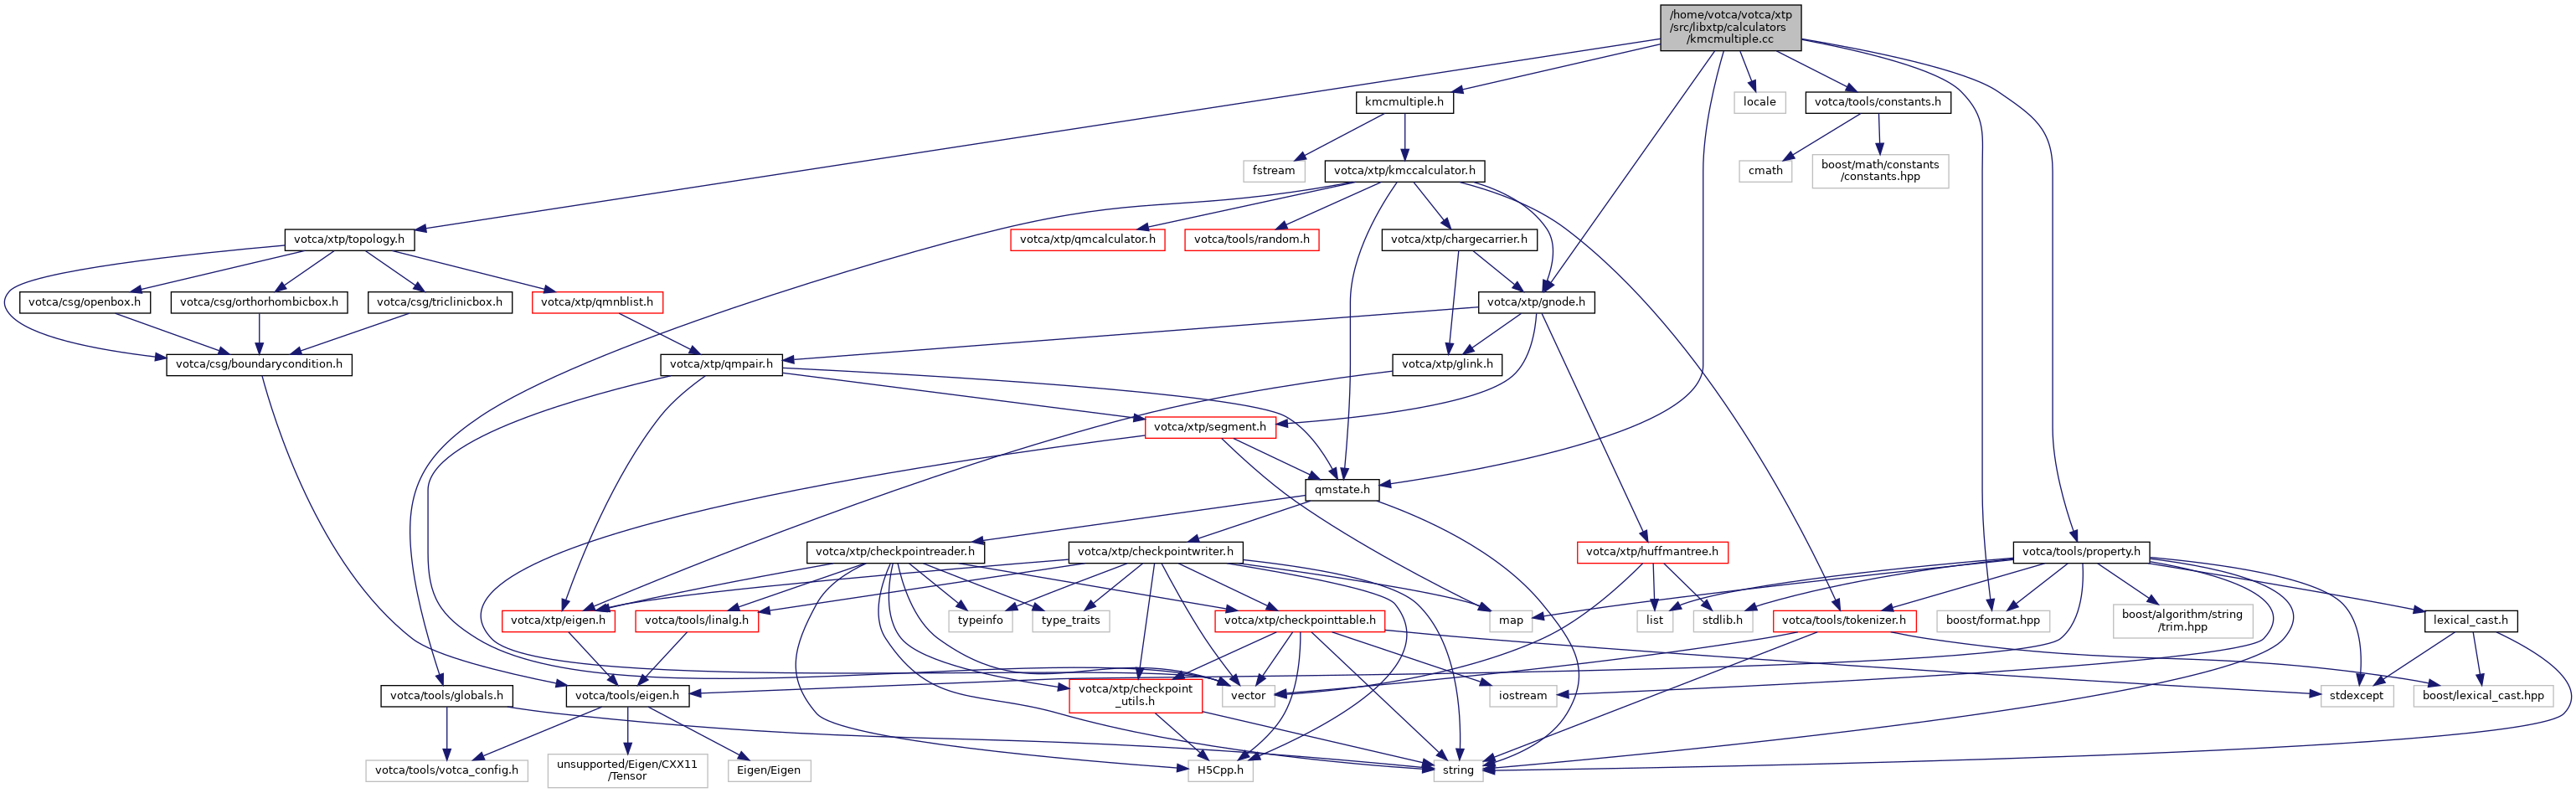 /home/votca/votca/xtp
/src/libxtp/calculators
/kmcmultiple.cc
kmcmultiple.h
locale
votca/tools/constants.h
fstream
votca/xtp/kmccalculator.h
cmath
boost/math/constants
/constants.hpp
votca/xtp/topology.h
votca/xtp/qmcalculator.h
votca/tools/random.h
votca/xtp/chargecarrier.h
votca/csg/openbox.h
votca/csg/orthorhombicbox.h
votca/csg/triclinicbox.h
votca/xtp/qmnblist.h
votca/xtp/gnode.h
votca/csg/boundarycondition.h
votca/xtp/qmpair.h
votca/xtp/glink.h
votca/xtp/segment.h
qmstate.h
votca/xtp/checkpointreader.h
votca/xtp/checkpointwriter.h
votca/xtp/huffmantree.h
votca/tools/property.h
votca/xtp/eigen.h
votca/tools/linalg.h
typeinfo
type_traits
votca/xtp/checkpointtable.h
map
list
stdlib.h
votca/tools/tokenizer.h
boost/format.hpp
boost/algorithm/string
/trim.hpp
lexical_cast.h
votca/tools/globals.h
votca/tools/eigen.h
votca/xtp/checkpoint
_utils.h
vector
iostream
stdexcept
boost/lexical_cast.hpp
votca/tools/votca_config.h
unsupported/Eigen/CXX11
/Tensor
Eigen/Eigen
H5Cpp.h
string